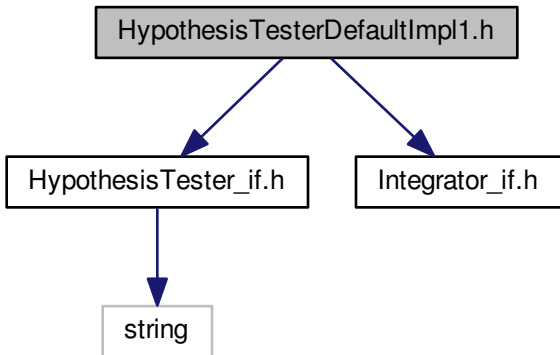 HypothesisTesterDefaultImpl1.h
HypothesisTester_if.h
Integrator_if.h
string